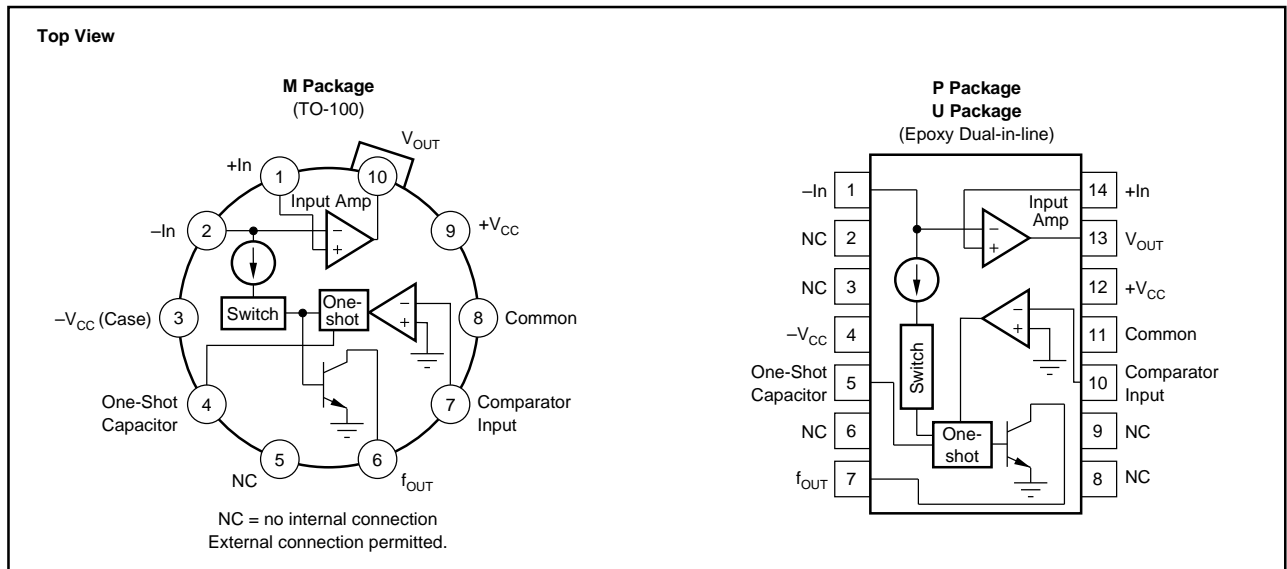 Top View
M Package
(TO-100)
+In
1
VOUT
10
Input Amp
–In
2
–
+
9
+VCC
–VCC (Case)
3
Switch
One-
shot
–
+
8
Common
One-Shot
Capacitor
4
7
Comparator
Input
5
NC
6
fOUT
NC = no internal connection
External connection permitted.
P Package
U Package
(Epoxy Dual-in-line)
–In
1
14
+In
Input
Amp
–
+
NC
2
13
VOUT
NC
3
12
+VCC
–VCC
4
–
+
11
Common
Switch
One-Shot
Capacitor
5
10
Comparator
Input
NC
6
One-
shot
9
NC
fOUT
7
8
NC